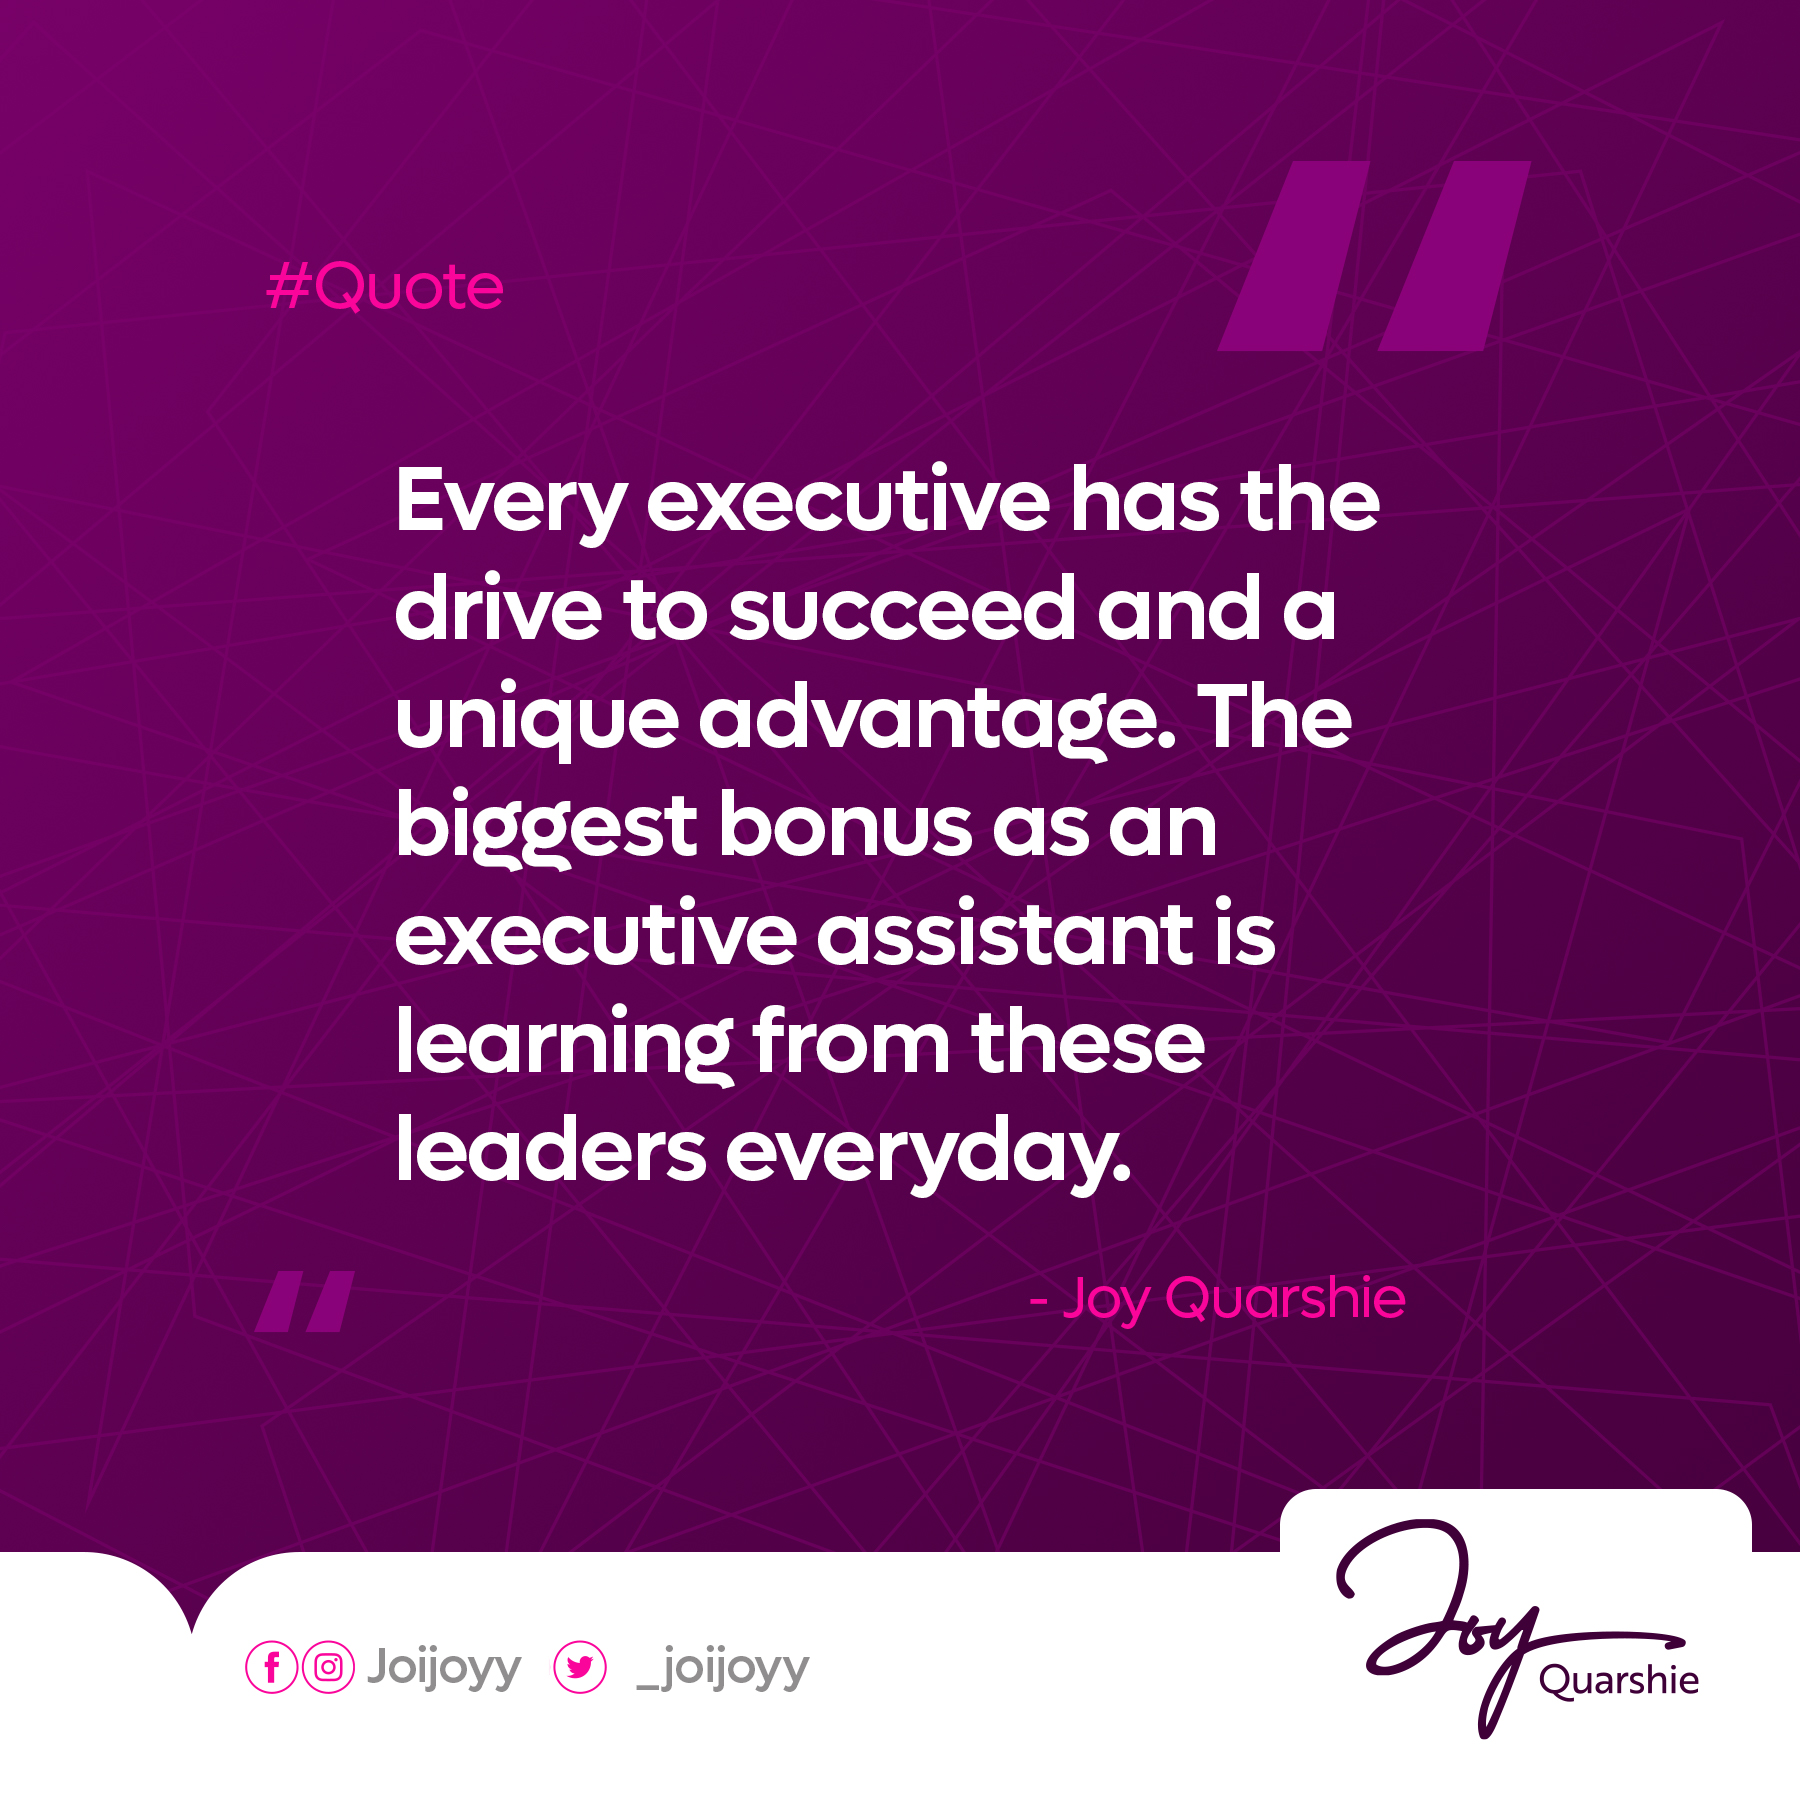 #Quote
Every executive has the
drive to succeed and a
unique advantage. The
biggest bonus as an
executive assistant is
learning from these
leaders everyday.
- Joy Quarshie
Joijoyy _joijoyy
Joy
Quarshie